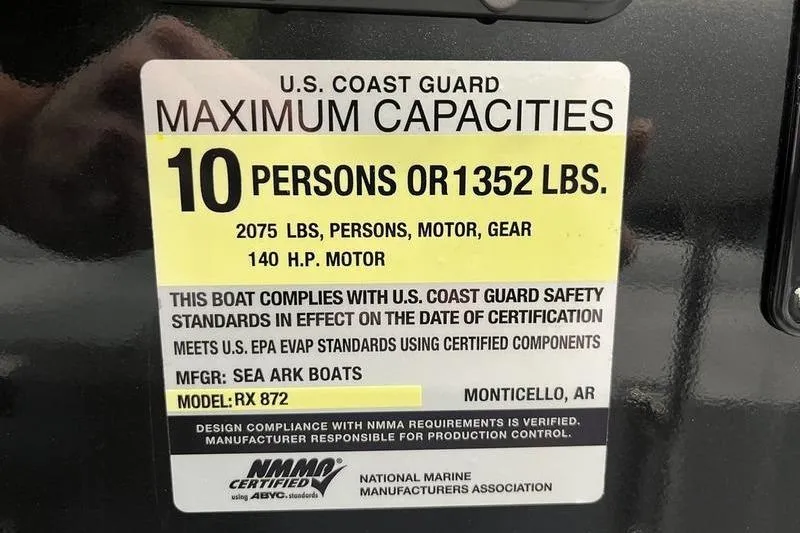 U.S. COAST GUARD
MAXIMUM CAPACITIES
10 PERSONS OR 1352 LBS.
2075 LBS, PERSONS, MOTOR, GEAR
140 H.P. MOTOR
THIS BOAT COMPLIES WITH U.S. COAST GUARD SAFETY
STANDARDS IN EFFECT ON THE DATE OF CERTIFICATION
MEETS U.S. EPA EVAP STANDARDS USING CERTIFIED COMPONENTS
MFGR: SEA ARK BOATS
MODEL: RX 872 MONTICELLO, AR
DESIGN COMPLIANCE WITH NMMA REQUIREMENTS IS VERIFIED.
MANUFACTURER RESPONSIBLE FOR PRODUCTION CONTROL.
NMMA®
CERTIFIED
using ABYC. standards
NATIONAL MARINE
MANUFACTURERS ASSOCIATION